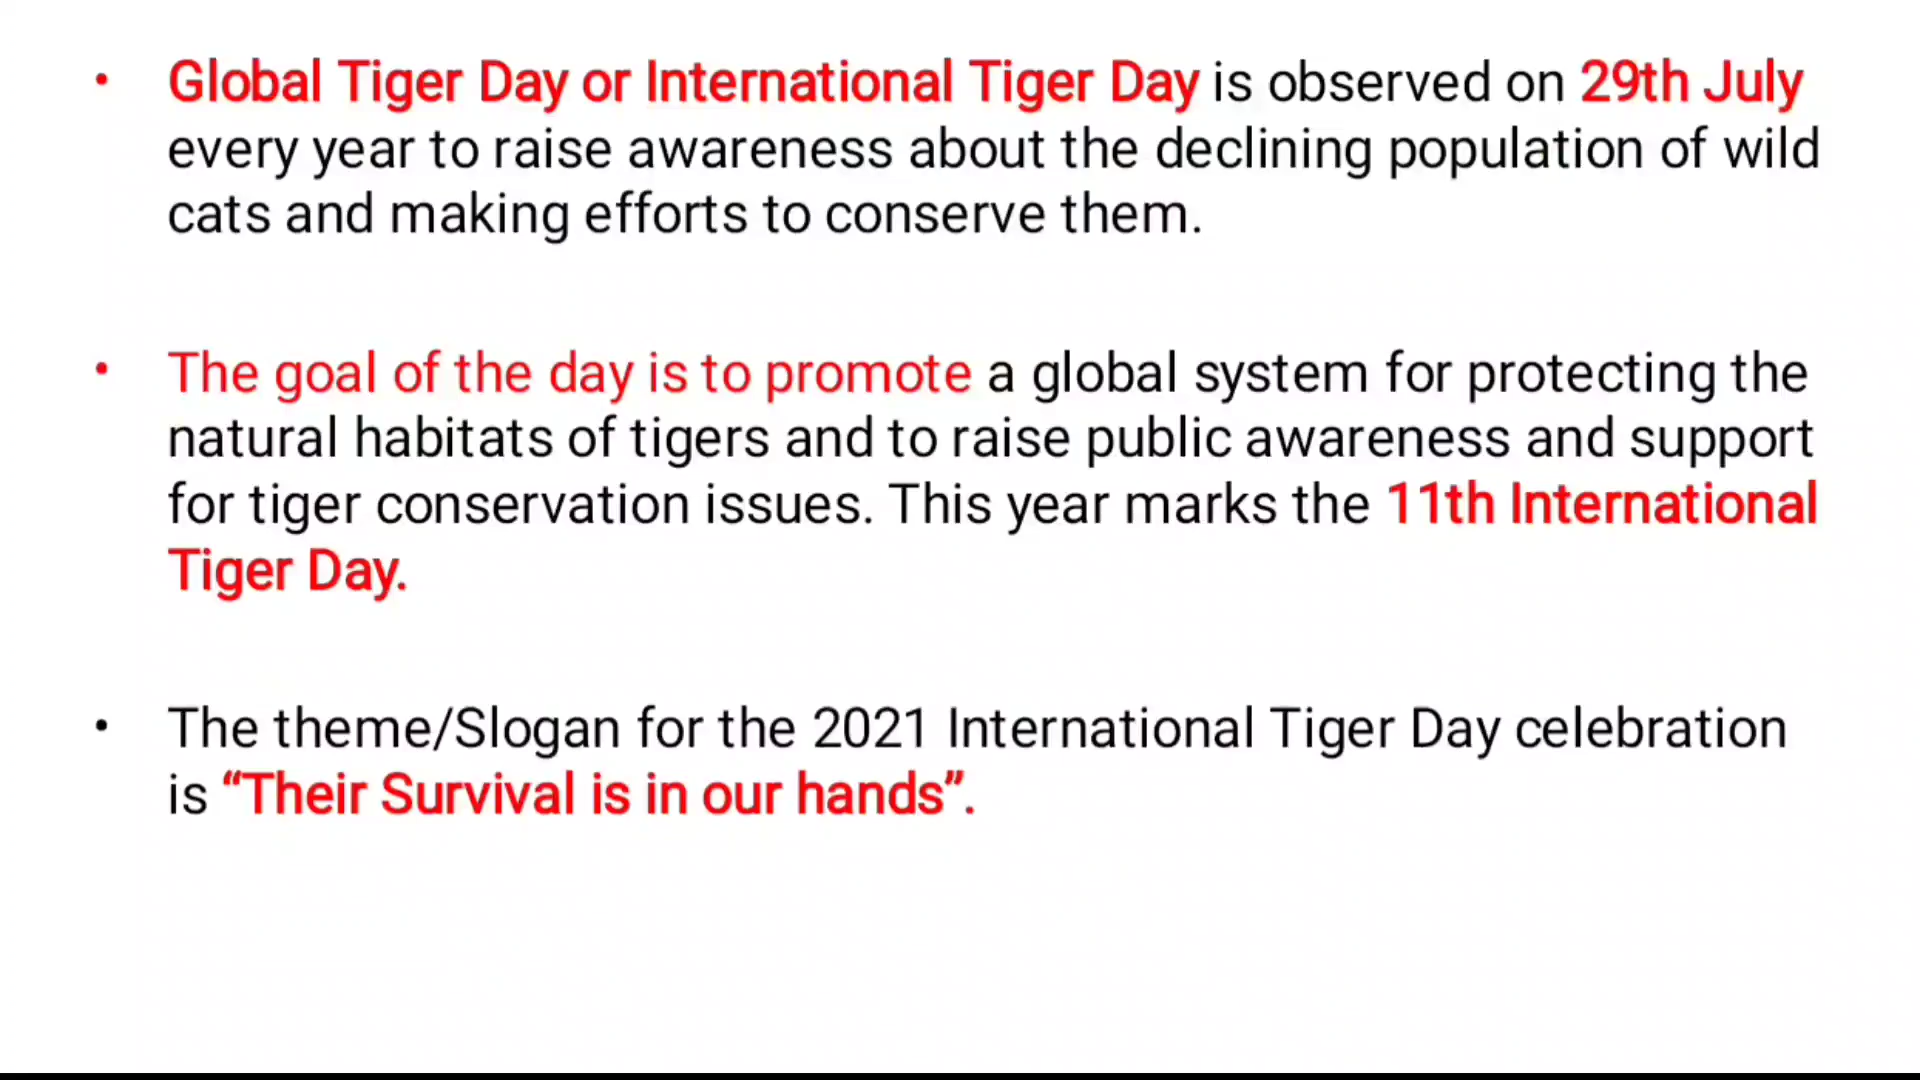 • Global Tiger Day or International Tiger Day is observed on 29th July
every year to raise awareness about the declining population of wild
cats and making efforts to conserve them.
• The goal of the day is to promote a global system for protecting the
natural habitats of tigers and to raise public awareness and support
for tiger conservation issues. This year marks the 11th International
Tiger Day.
• The theme/Slogan for the 2021 International Tiger Day celebration
is “Their Survival is in our hands”.